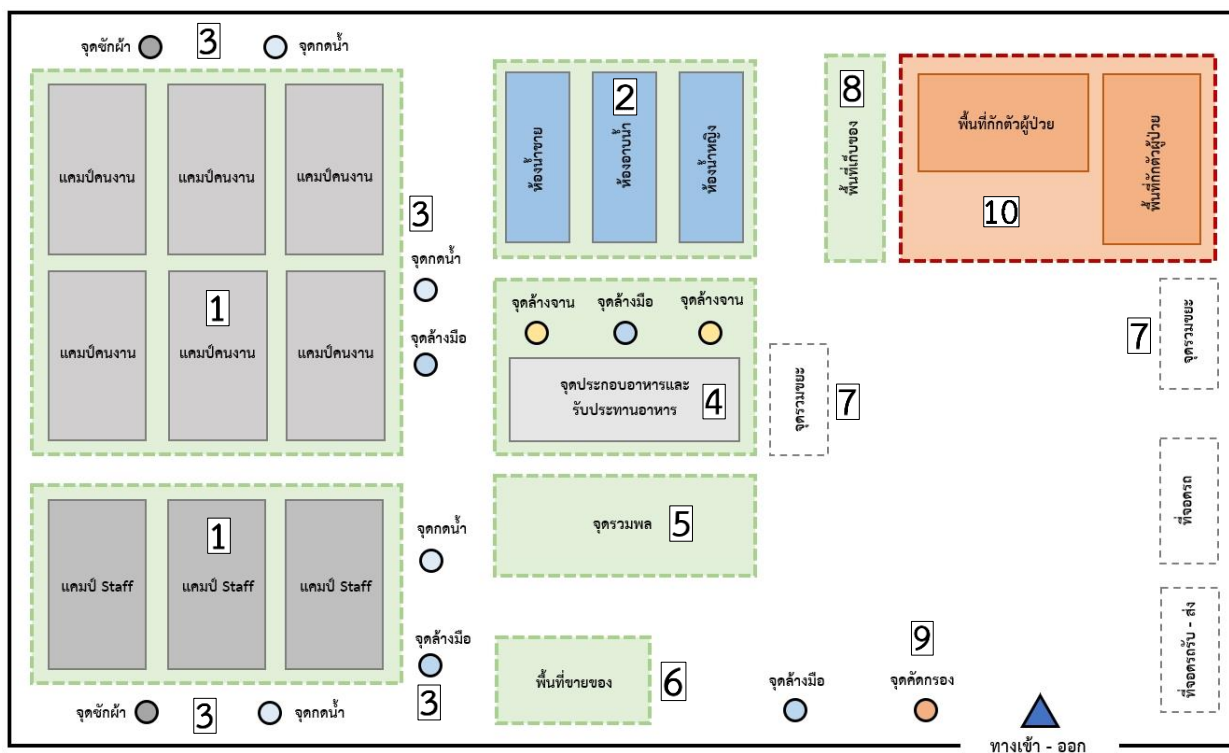 จุดซักผ้า
3
จุดกดน้ำ
แคมป์คนงาน
แคมป์คนงาน
แคมป์คนงาน
แคมป์คนงาน
แคมป์คนงาน
แคมป์คนงาน
1
3
จุดกดน้ำ
จุดล้างมือ
แคมป์ Staff
แคมป์ Staff
แคมป์ Staff
1
จุดกดน้ำ
จุดล้างมือ
3
จุดซักผ้า
3
จุดกดน้ำ
ห้องน้ำชาย
2
ห้องอาบน้ำ
ห้องน้ำหญิง
จุดล้างจาน
จุดล้างมือ
จุดล้างจาน
จุดประกอบอาหารและ
รับประทานอาหาร
4
จุดรวมขยะ
7
จุดรวมพล
5
พื้นที่ขายของ
6
8
พื้นที่เก็บของ
พื้นที่กักตัวผู้ป่วย
พื้นที่กักตัวผู้ป่วย
10
7
จุดรวมขยะ
ที่จอดรถ
ที่จอดรถรับ - ส่ง
จุดล้างมือ
9
จุดคัดกรอง
ทางเข้า - ออก